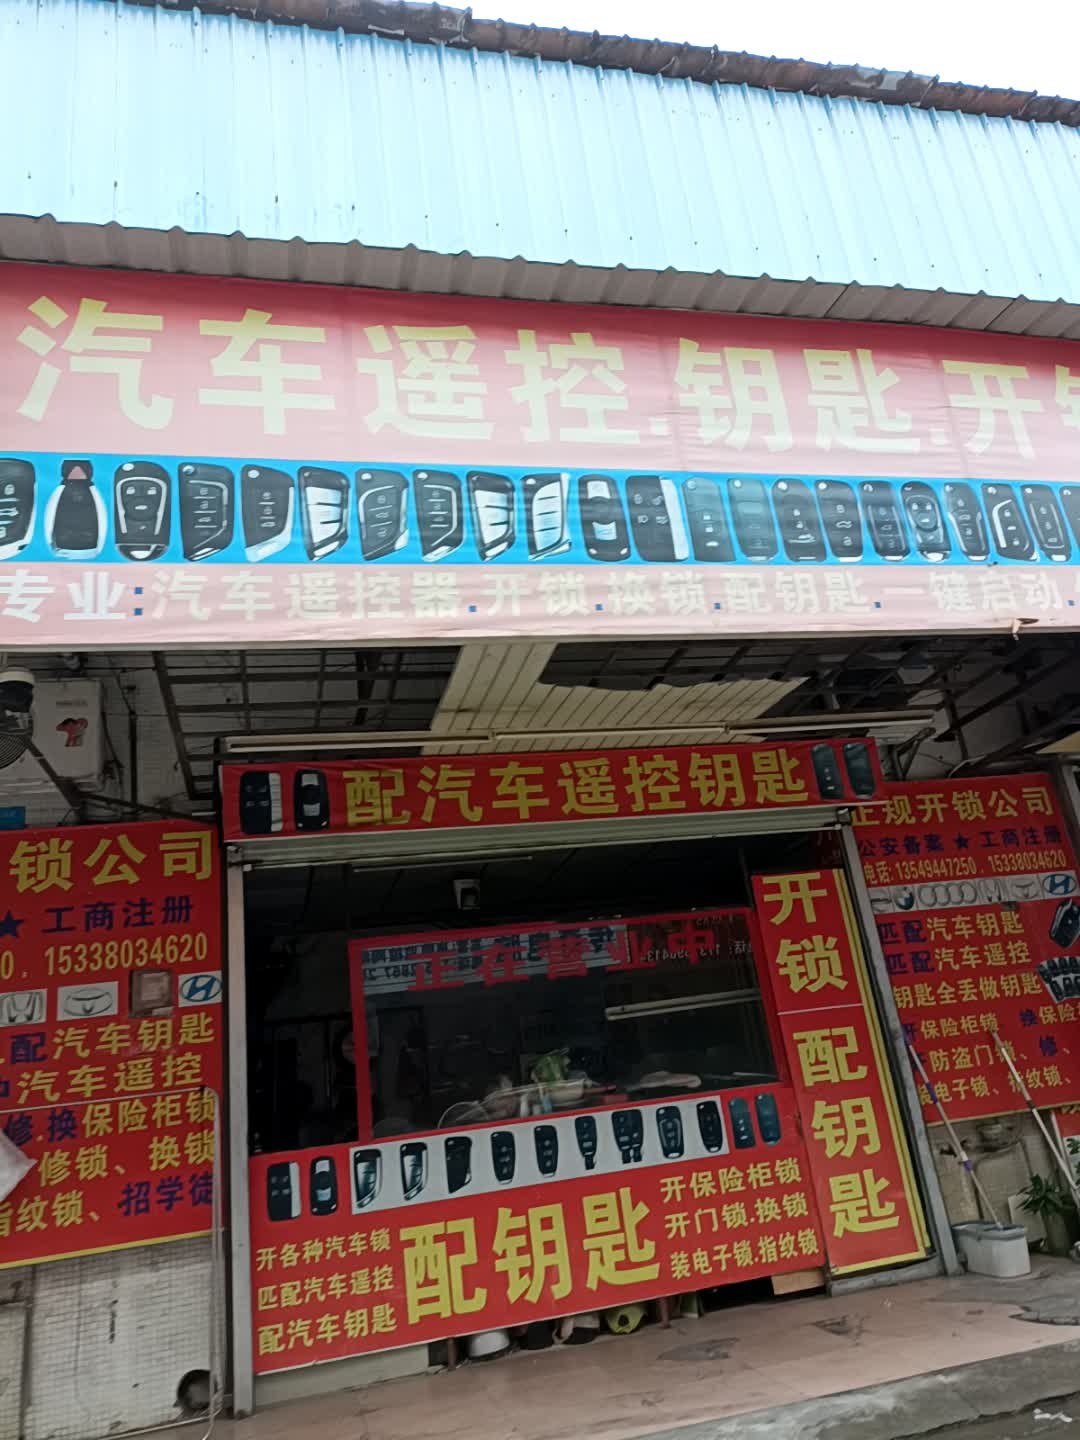 汽车遥控.钥匙.开
专业:汽车遥控器.开锁.换锁.配钥匙.一键启动.
配汽车遥控钥匙
锁公司
★ 工商注册
0. 15338034620
配汽车钥匙
汽车遥控
修.换保险柜锁
修锁、换锁
指纹锁、招学徒
正规开锁公司
公安备案 ★ 工商注册
电话: 13549447250. 15338034620
匹配汽车钥匙
匹配汽车遥控
钥匙全丢做钥匙
开保险柜锁、换保险
防盗门锁、修、
装电子锁、指纹锁、
开锁
配钥匙
开各种汽车锁
匹配汽车遥控
配汽车钥匙
配钥匙
开保险柜锁
开门锁.换锁
装电子锁.指纹锁